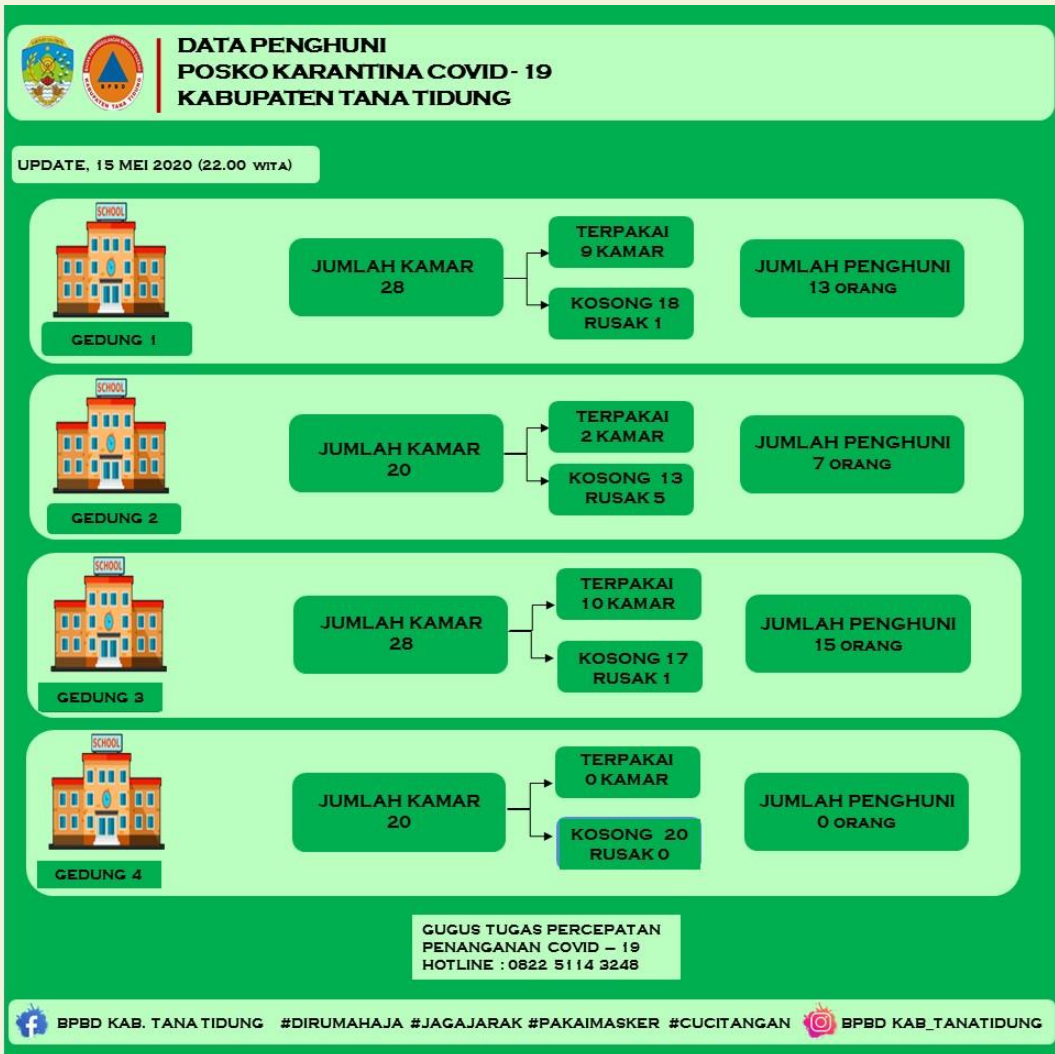 DATA PENGHUNI
POSKO KARANTINA COVID - 19
KABUPATEN TANA TIDUNG
BPBD
KABUPATEN TANA TIDUNG
UPDATE, 15 MEI 2020 (22.00 WITA)
SCHOOL
GEDUNG 1
JUMLAH KAMAR
28
TERPAKAI
9 KAMAR
KOSONG 18
RUSAK 1
JUMLAH PENGHUNI
13 ORANG
SCHOOL
GEDUNG 2
JUMLAH KAMAR
20
TERPAKAI
2 KAMAR
KOSONG 13
RUSAK 5
JUMLAH PENGHUNI
7 ORANG
SCHOOL
GEDUNG 3
JUMLAH KAMAR
28
TERPAKAI
10 KAMAR
KOSONG 17
RUSAK 1
JUMLAH PENGHUNI
15 ORANG
SCHOOL
GEDUNG 4
JUMLAH KAMAR
20
TERPAKAI
0 KAMAR
KOSONG 20
RUSAK 0
JUMLAH PENGHUNI
0 ORANG
GUGUS TUGAS PERCEPATAN
PENANGANAN COVID – 19
HOTLINE : 0822 5114 3248
BPBD KAB. TANA TIDUNG #DIRUMAHAJA #JAGAJARAK #PAKAIMASKER #CUCITANGAN BPBD KAB_TANATIDUNG